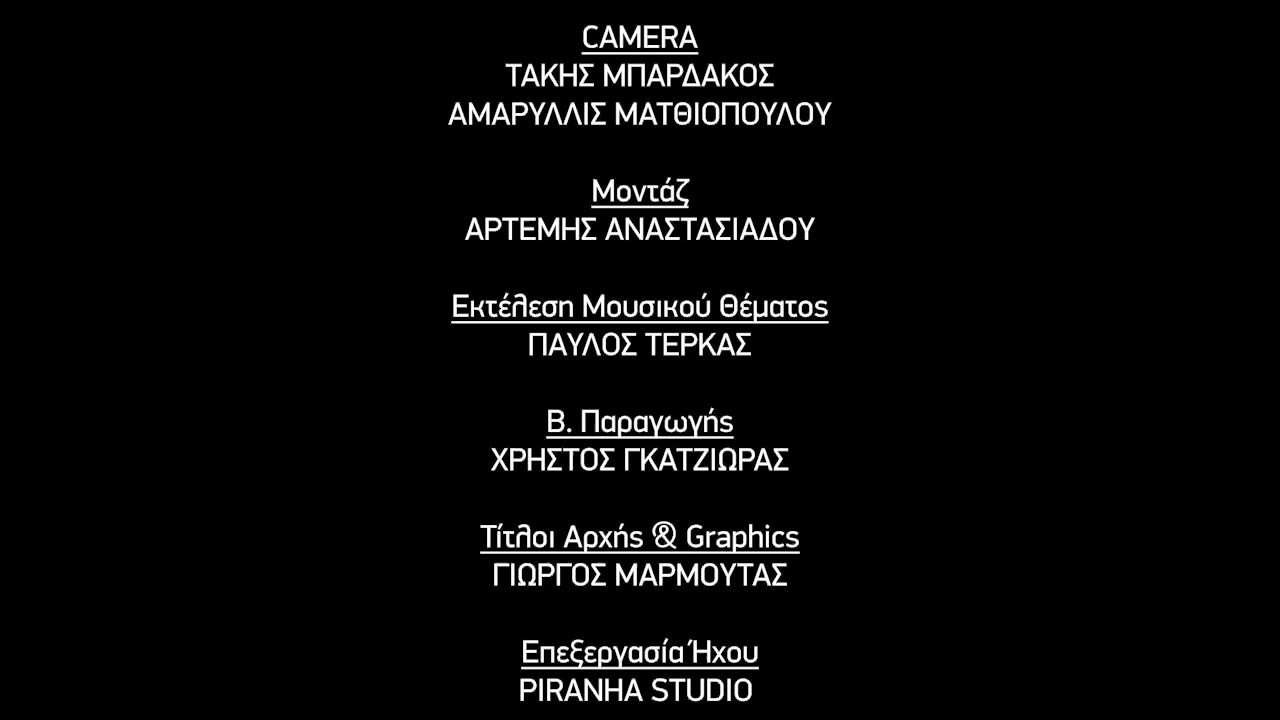 CAMERA
ΤΑΚΗΣ ΜΠΑΡΔΑΚΟΣ
ΑΜΑΡΥΛΛΙΣ ΜΑΤΘΙΟΠΟΥΛΟΥ
Μοντάζ
ΑΡΤΕΜΗΣ ΑΝΑΣΤΑΣΙΑΔΟΥ
Εκτέλεση Μουσικού Θέματος
ΠΑΥΛΟΣ ΤΕΡΚΑΣ
Β. Παραγωγής
ΧΡΗΣΤΟΣ ΓΚΑΤΖΙΩΡΑΣ
Τίτλοι Αρχής & Graphics
ΓΙΩΡΓΟΣ ΜΑΡΜΟΥΤΑΣ
Επεξεργασία Ήχου
PIRANHA STUDIO